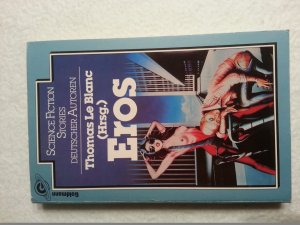 SCIENCE FICTION
STORIES
DEUTSCHER AUTOREN
Thomas Le Blanc
(Hrsg.)
Eros
Goldmann